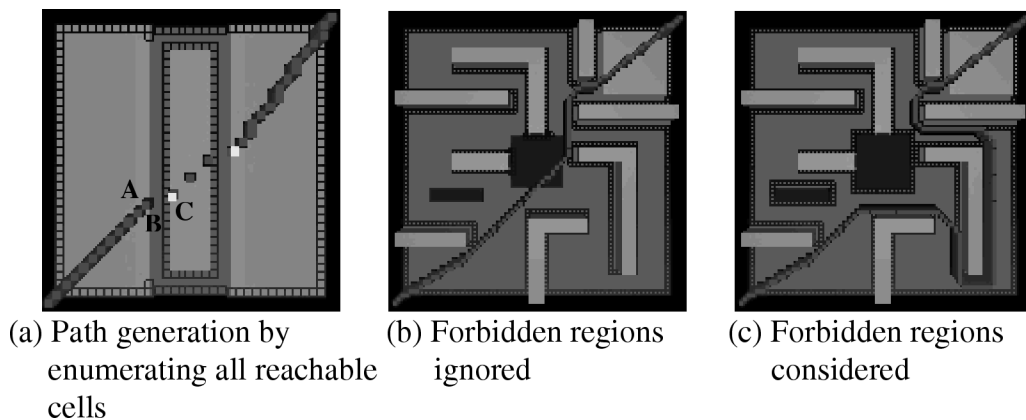 A
B
C
(a) Path generation by
enumerating all reachable
cells
(b) Forbidden regions
ignored
(c) Forbidden regions
considered